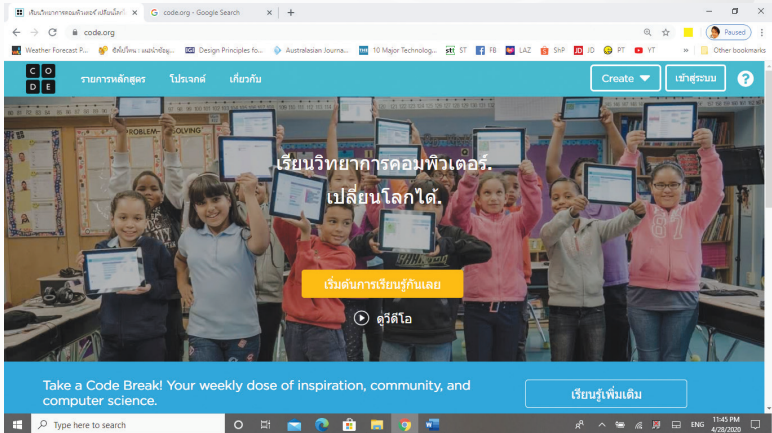 เรียนวิทยาการคอมพิวเตอร์ เปลี่ยนโลกได้
code.org - Google Search
code.org
Paused
Weather Forecast P...
Design Principles fo...
Australasian Journa...
10 Major Technolog...
ST
FB
LAZ
ShP
JD
PT
YT
Other bookmarks
C O
D E
รายการหลักสูตร
โปรเจกต์
เกี่ยวกับ
Create
เข้าสู่ระบบ
?
PROBLEM-SOLVING
เรียนวิทยาการคอมพิวเตอร์.
เปลี่ยนโลกได้.
เริ่มต้นการเรียนรู้กันเลย
ดูวีดีโอ
Take a Code Break! Your weekly dose of inspiration, community, and
computer science.
เรียนรู้เพิ่มเติม
Type here to search
ENG
11:45 PM
4/28/2020